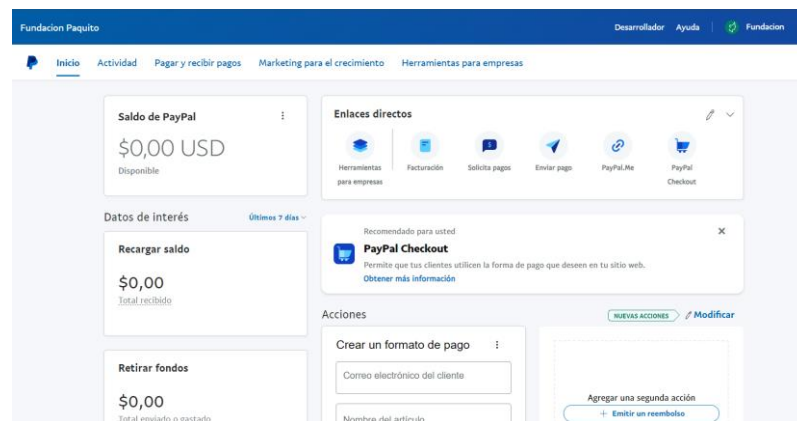 Fundacion Paquito
Desarrollador Ayuda Fundacion
Inicio Actividad Pagar y recibir pagos Marketing para el crecimiento Herramientas para empresas
Saldo de PayPal
$0,00 USD
Disponible
Enlaces directos
Herramientas
para empresas
Facturación
Solicita pagos
Enviar pago
PayPal.Me
PayPal
Checkout
Datos de interés
Últimos 7 días
Recargar saldo
$0,00
Total recibido
Recomendado para usted
PayPal Checkout
Permite que tus clientes utilicen la forma de pago que deseen en tu sitio web.
Obtener más información
Acciones
NUEVAS ACCIONES
Modificar
Retirar fondos
$0,00
Total enviado o gastado
Crear un formato de pago
Correo electrónico del cliente
Nombre del artículo
Agregar una segunda acción
+ Emitir un reembolso